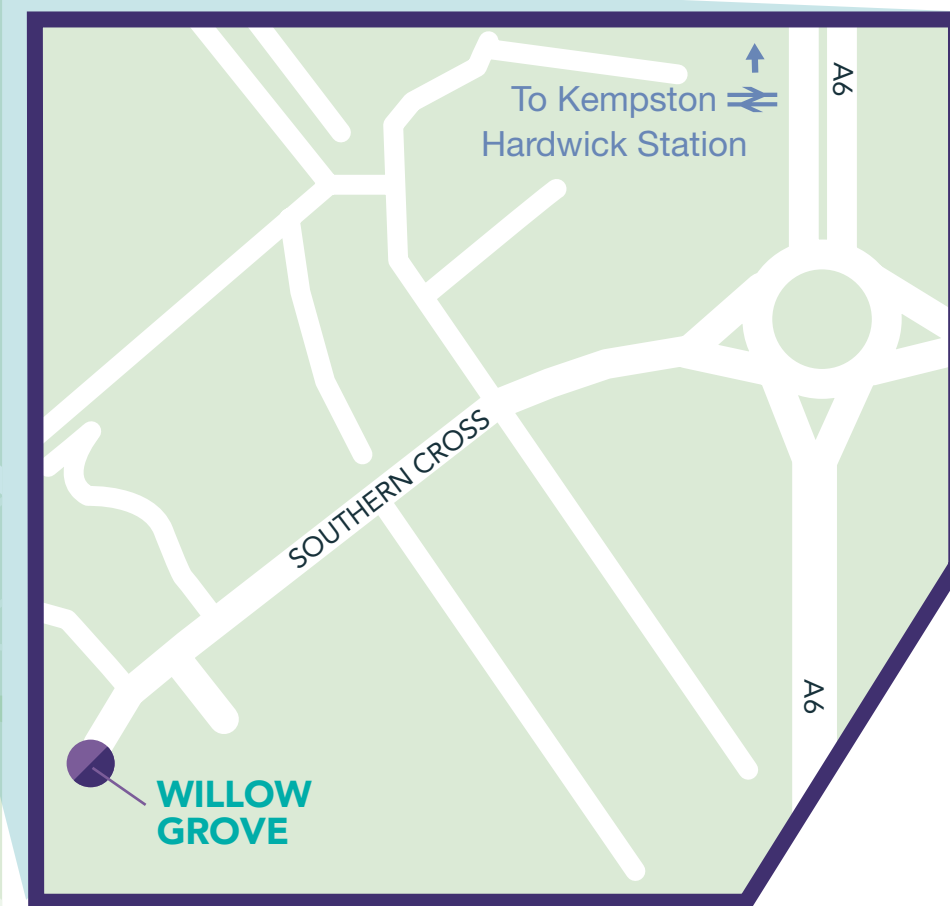 A6
To Kempston
Hardwick Station
SOUTHERN CROSS
A6
WILLOW
GROVE